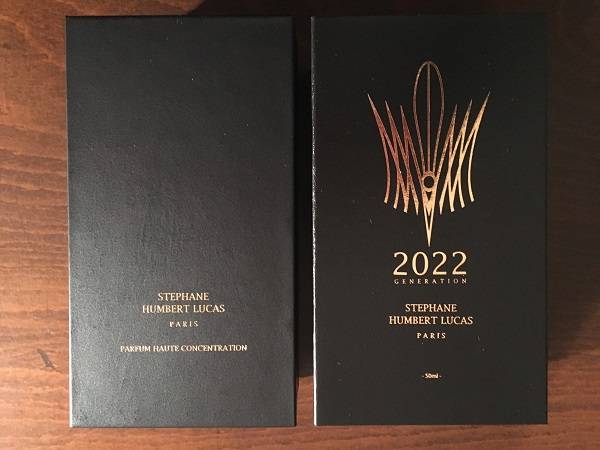 STEPHANE
HUMBERT LUCAS
PARIS
PARFUM HAUTE CONCENTRATION
2022
GENERATION
STEPHANE
HUMBERT LUCAS
PARIS
- 50ml -